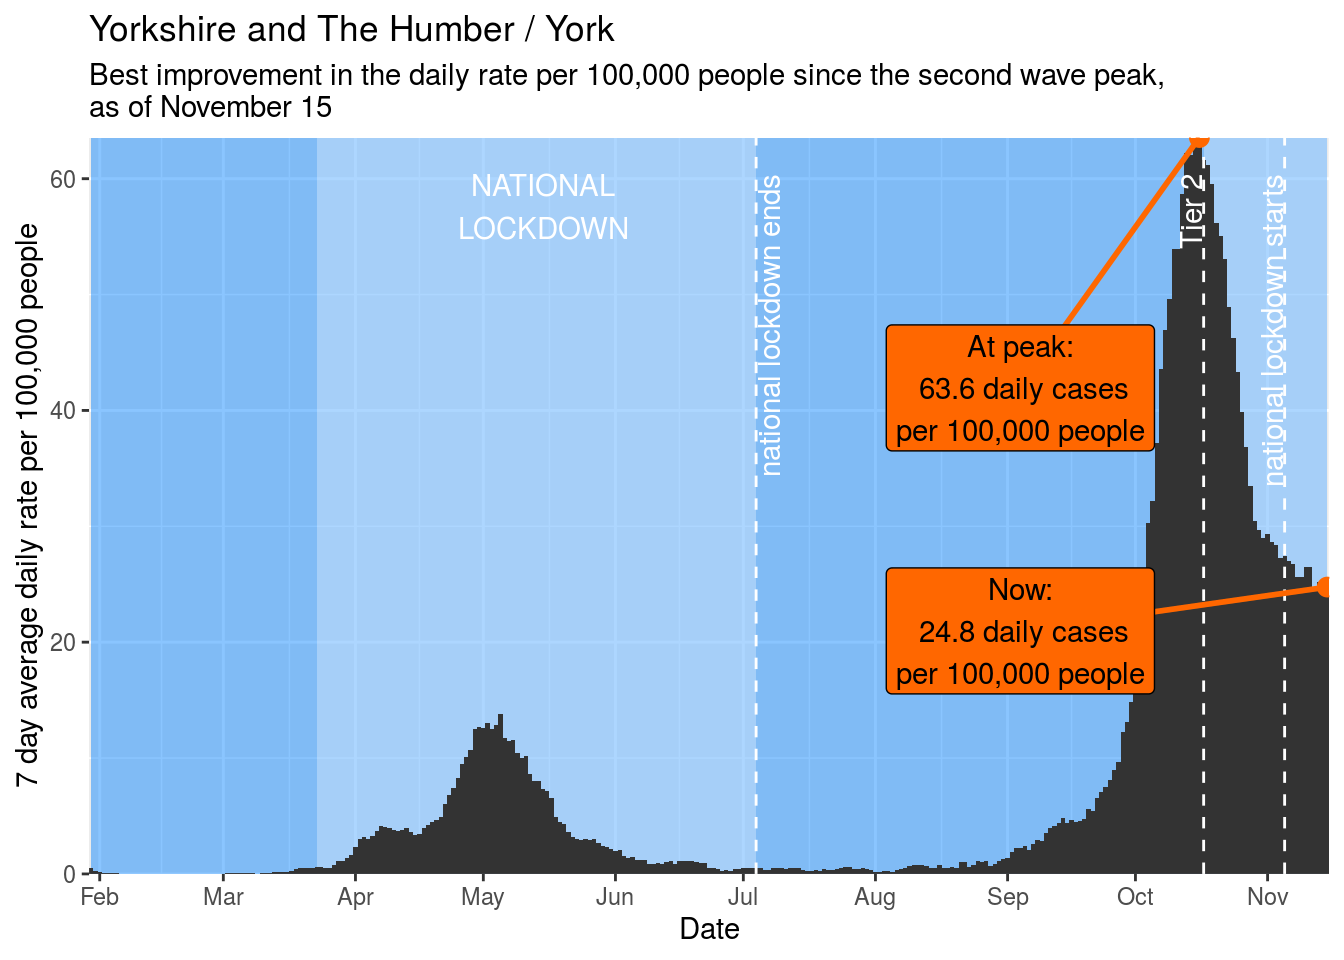 Yorkshire and The Humber / York
Best improvement in the daily rate per 100,000 people since the second wave peak,
as of November 15
7 day average daily rate per 100,000 people
60
40
20
0
NATIONAL
LOCKDOWN
national lockdown ends
Tier 2
national lockdown starts
At peak:
63.6 daily cases
per 100,000 people
Now:
24.8 daily cases
per 100,000 people
Feb Mar Apr May Jun Jul Aug Sep Oct Nov
Date